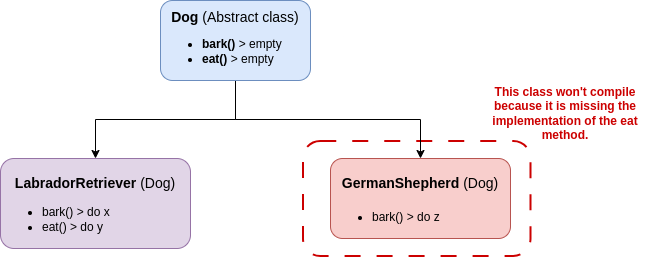 Dog (Abstract class)
• bark() > empty
• eat() > empty
This class won't compile
because it is missing the
implementation of the eat
method.
LabradorRetriever (Dog)
• bark() > do x
• eat() > do y
GermanShepherd (Dog)
• bark() > do z